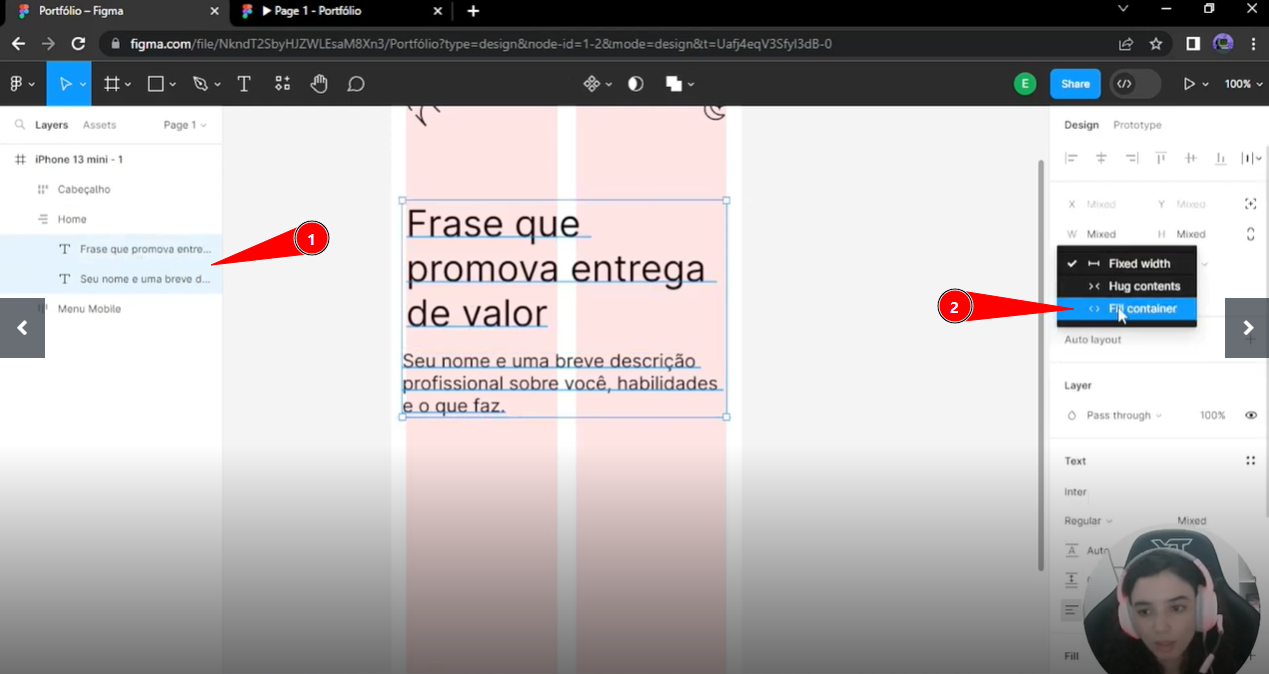 Portfólio – Figma
Page 1 - Portfólio
figma.com/file/NkndT2SbyHJZWLEsaM8Xn3/Portfólio?type=design&node-id=1-2&mode=design&t=Uafj4eqV3SfyI3dB-0
E
Share
100%
Layers
Assets
Page 1
iPhone 13 mini - 1
Cabeçalho
Home
Frase que promova entre...
Seu nome e uma breve d...
Menu Mobile
1
Frase que
promova entrega
de valor
Seu nome e uma breve descrição
profissional sobre você, habilidades
e o que faz.
2
Design
Prototype
X Mixed
Y Mixed
W Mixed
H Mixed
Fixed width
Hug contents
Fill container
Auto layout
Layer
Pass through
100%
Text
Inter
Regular
Mixed
Fill